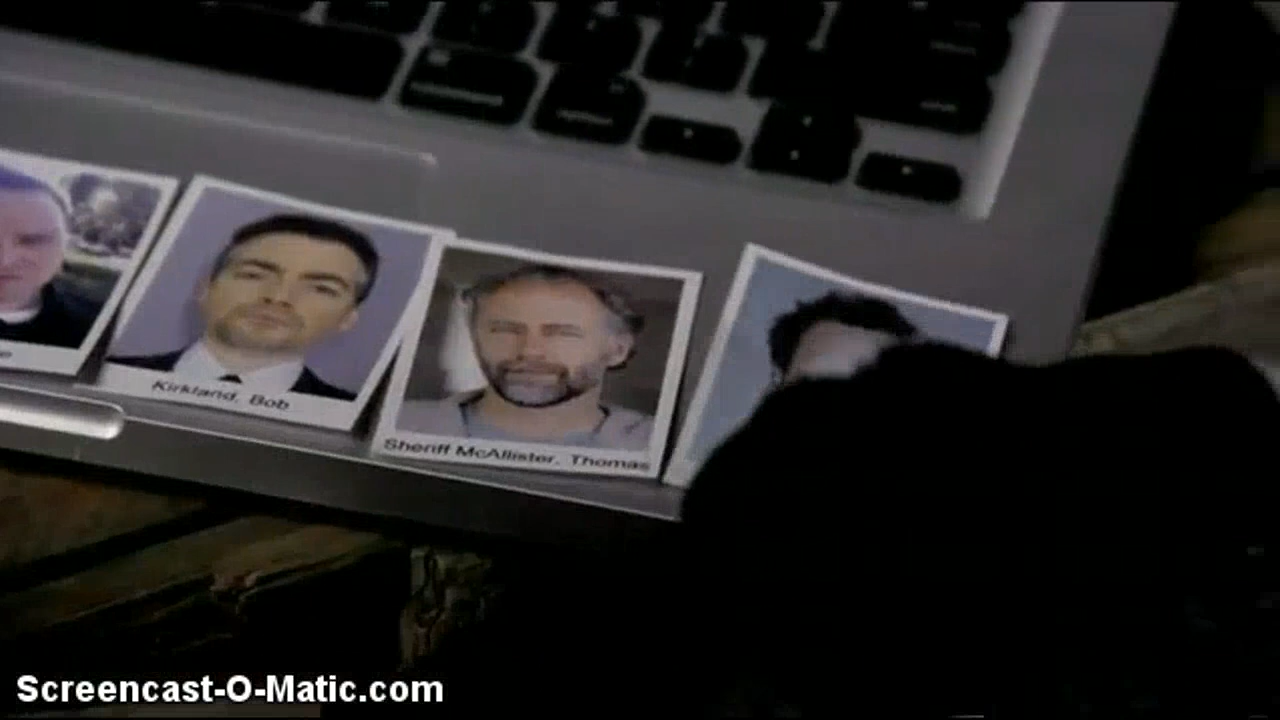 Kirkland, Bob
Sheriff McAllister, Thomas
Screencast-O-Matic.com